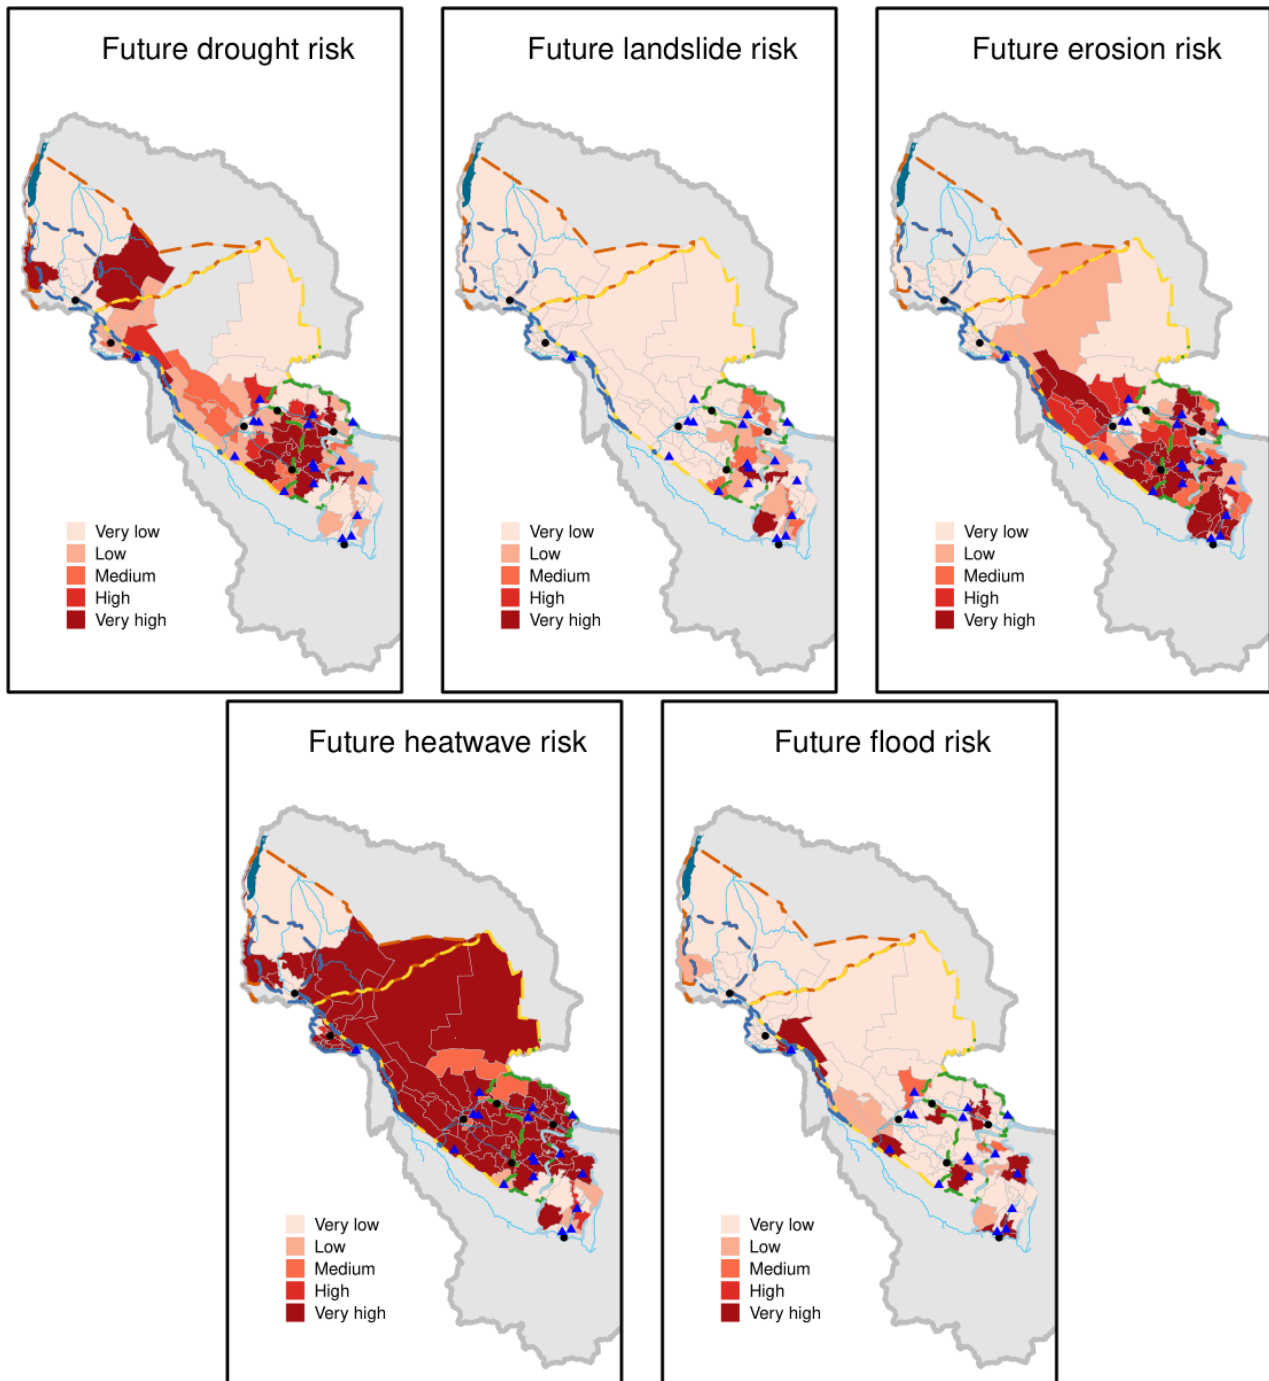 Future drought risk
Very low
Low
Medium
High
Very high
Future landslide risk
Very low
Low
Medium
High
Very high
Future erosion risk
Very low
Low
Medium
High
Very high
Future heatwave risk
Very low
Low
Medium
High
Very high
Future flood risk
Very low
Low
Medium
High
Very high